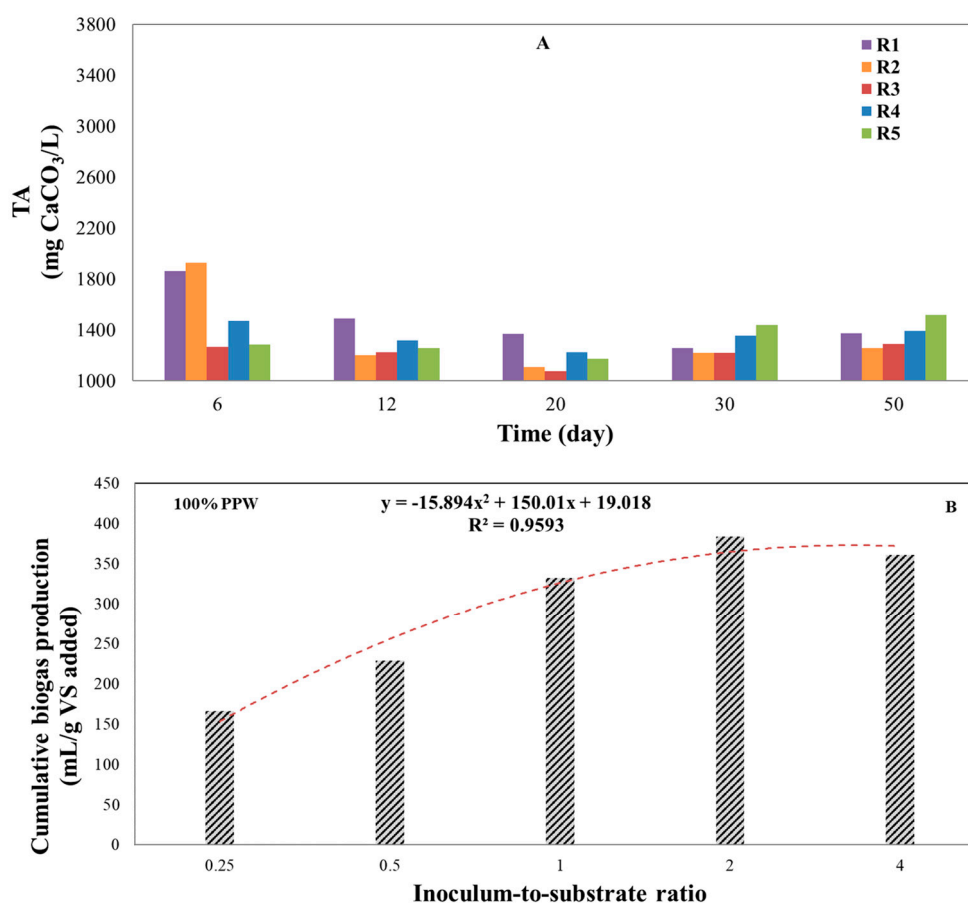 A
3800
3400
3000
2600
2200
1800
1400
1000
TA
(mg CaCO₃/L)
R1
R2
R3
R4
R5
6 12 20 30 50
Time (day)
100% PPW
y = -15.894x² + 150.01x + 19.018
R² = 0.9593
B
450
400
350
300
250
200
150
100
50
0
Cumulative biogas production
(mL/g VS added)
0.25 0.5 1 2 4
Inoculum-to-substrate ratio